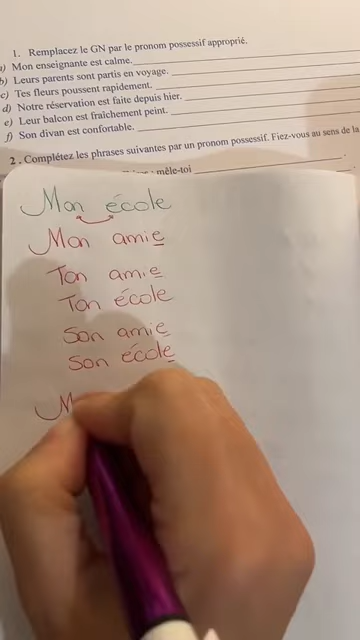 1. Remplacez le GN par le pronom possessif approprié.
a) Mon enseignante est calme.
b) Leurs parents sont partis en voyage.
c) Tes fleurs poussent rapidement.
d) Notre réservation est faite depuis hier.
e) Leur balcon est fraîchement peint.
f) Son divan est confortable.
2. Complétez les phrases suivantes par un pronom possessif. Fiez-vous au sens de la
mêle-toi
Mon école
Mon amie
Ton amie
Ton école
Son amie
Son école
M